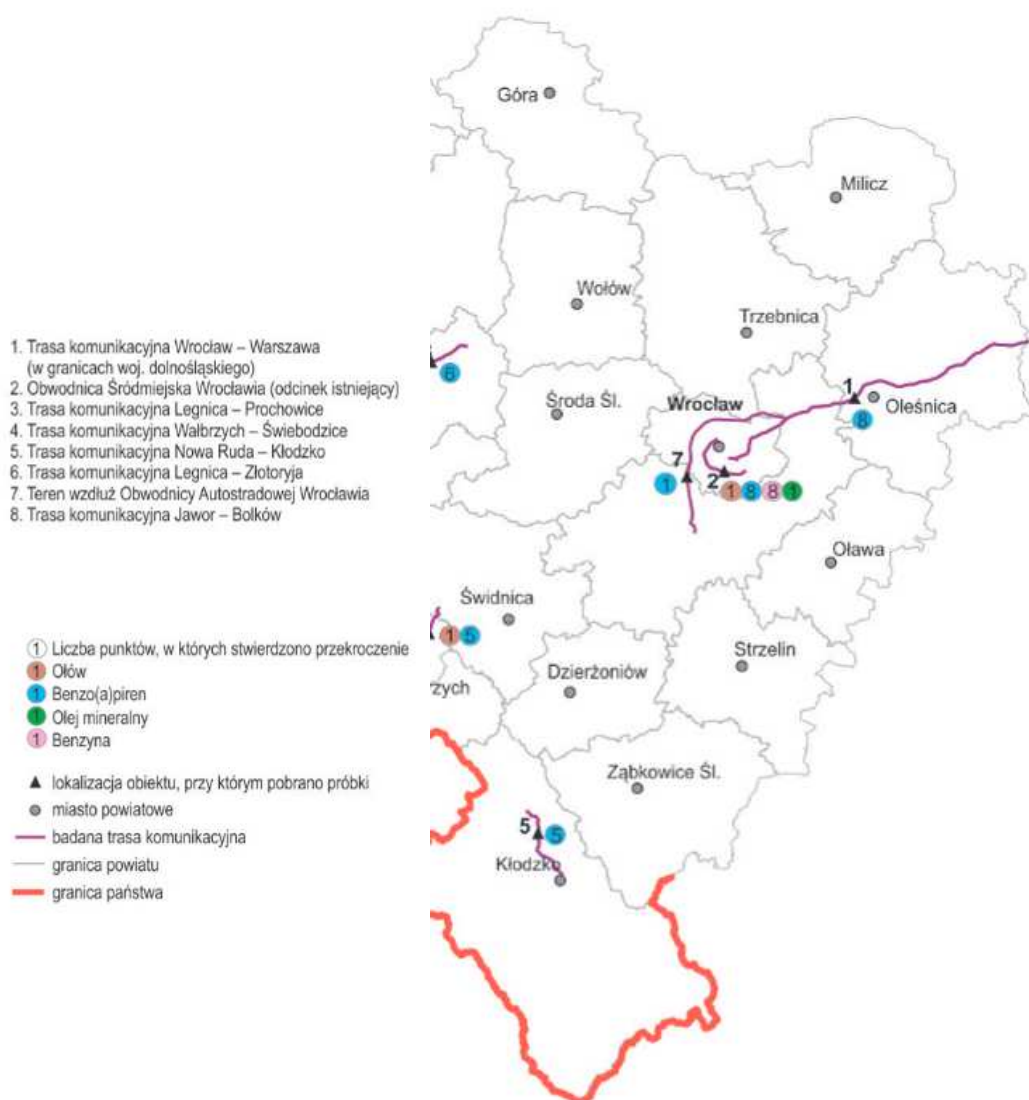 1. Trasa komunikacyjna Wrocław – Warszawa
(w granicach woj. dolnośląskiego)
2. Obwodnica Śródmiejska Wrocławia (odcinek istniejący)
3. Trasa komunikacyjna Legnica – Prochowice
4. Trasa komunikacyjna Wałbrzych – Świebodzice
5. Trasa komunikacyjna Nowa Ruda – Kłodzko
6. Trasa komunikacyjna Legnica – Złotoryja
7. Teren wzdłuż Obwodnicy Autostradowej Wrocławia
8. Trasa komunikacyjna Jawor – Bolków
1 Liczba punktów, w których stwierdzono przekroczenie
1 Ołów
1 Benzo(a)piren
1 Olej mineralny
1 Benzyna
lokalizacja obiektu, przy którym pobrano próbki
miasto powiatowe
badana trasa komunikacyjna
granica powiatu
granica państwa
Góra
Milicz
Wołów
Trzebnica
6
Środa Śl.
Wrocław
1
Oleśnica
8
7
1
2
1 8 8 1
Oława
Świdnica
1 5
Strzelin
Dzierżoniów
rzych
Ząbkowice Śl.
5
5
Kłodzko